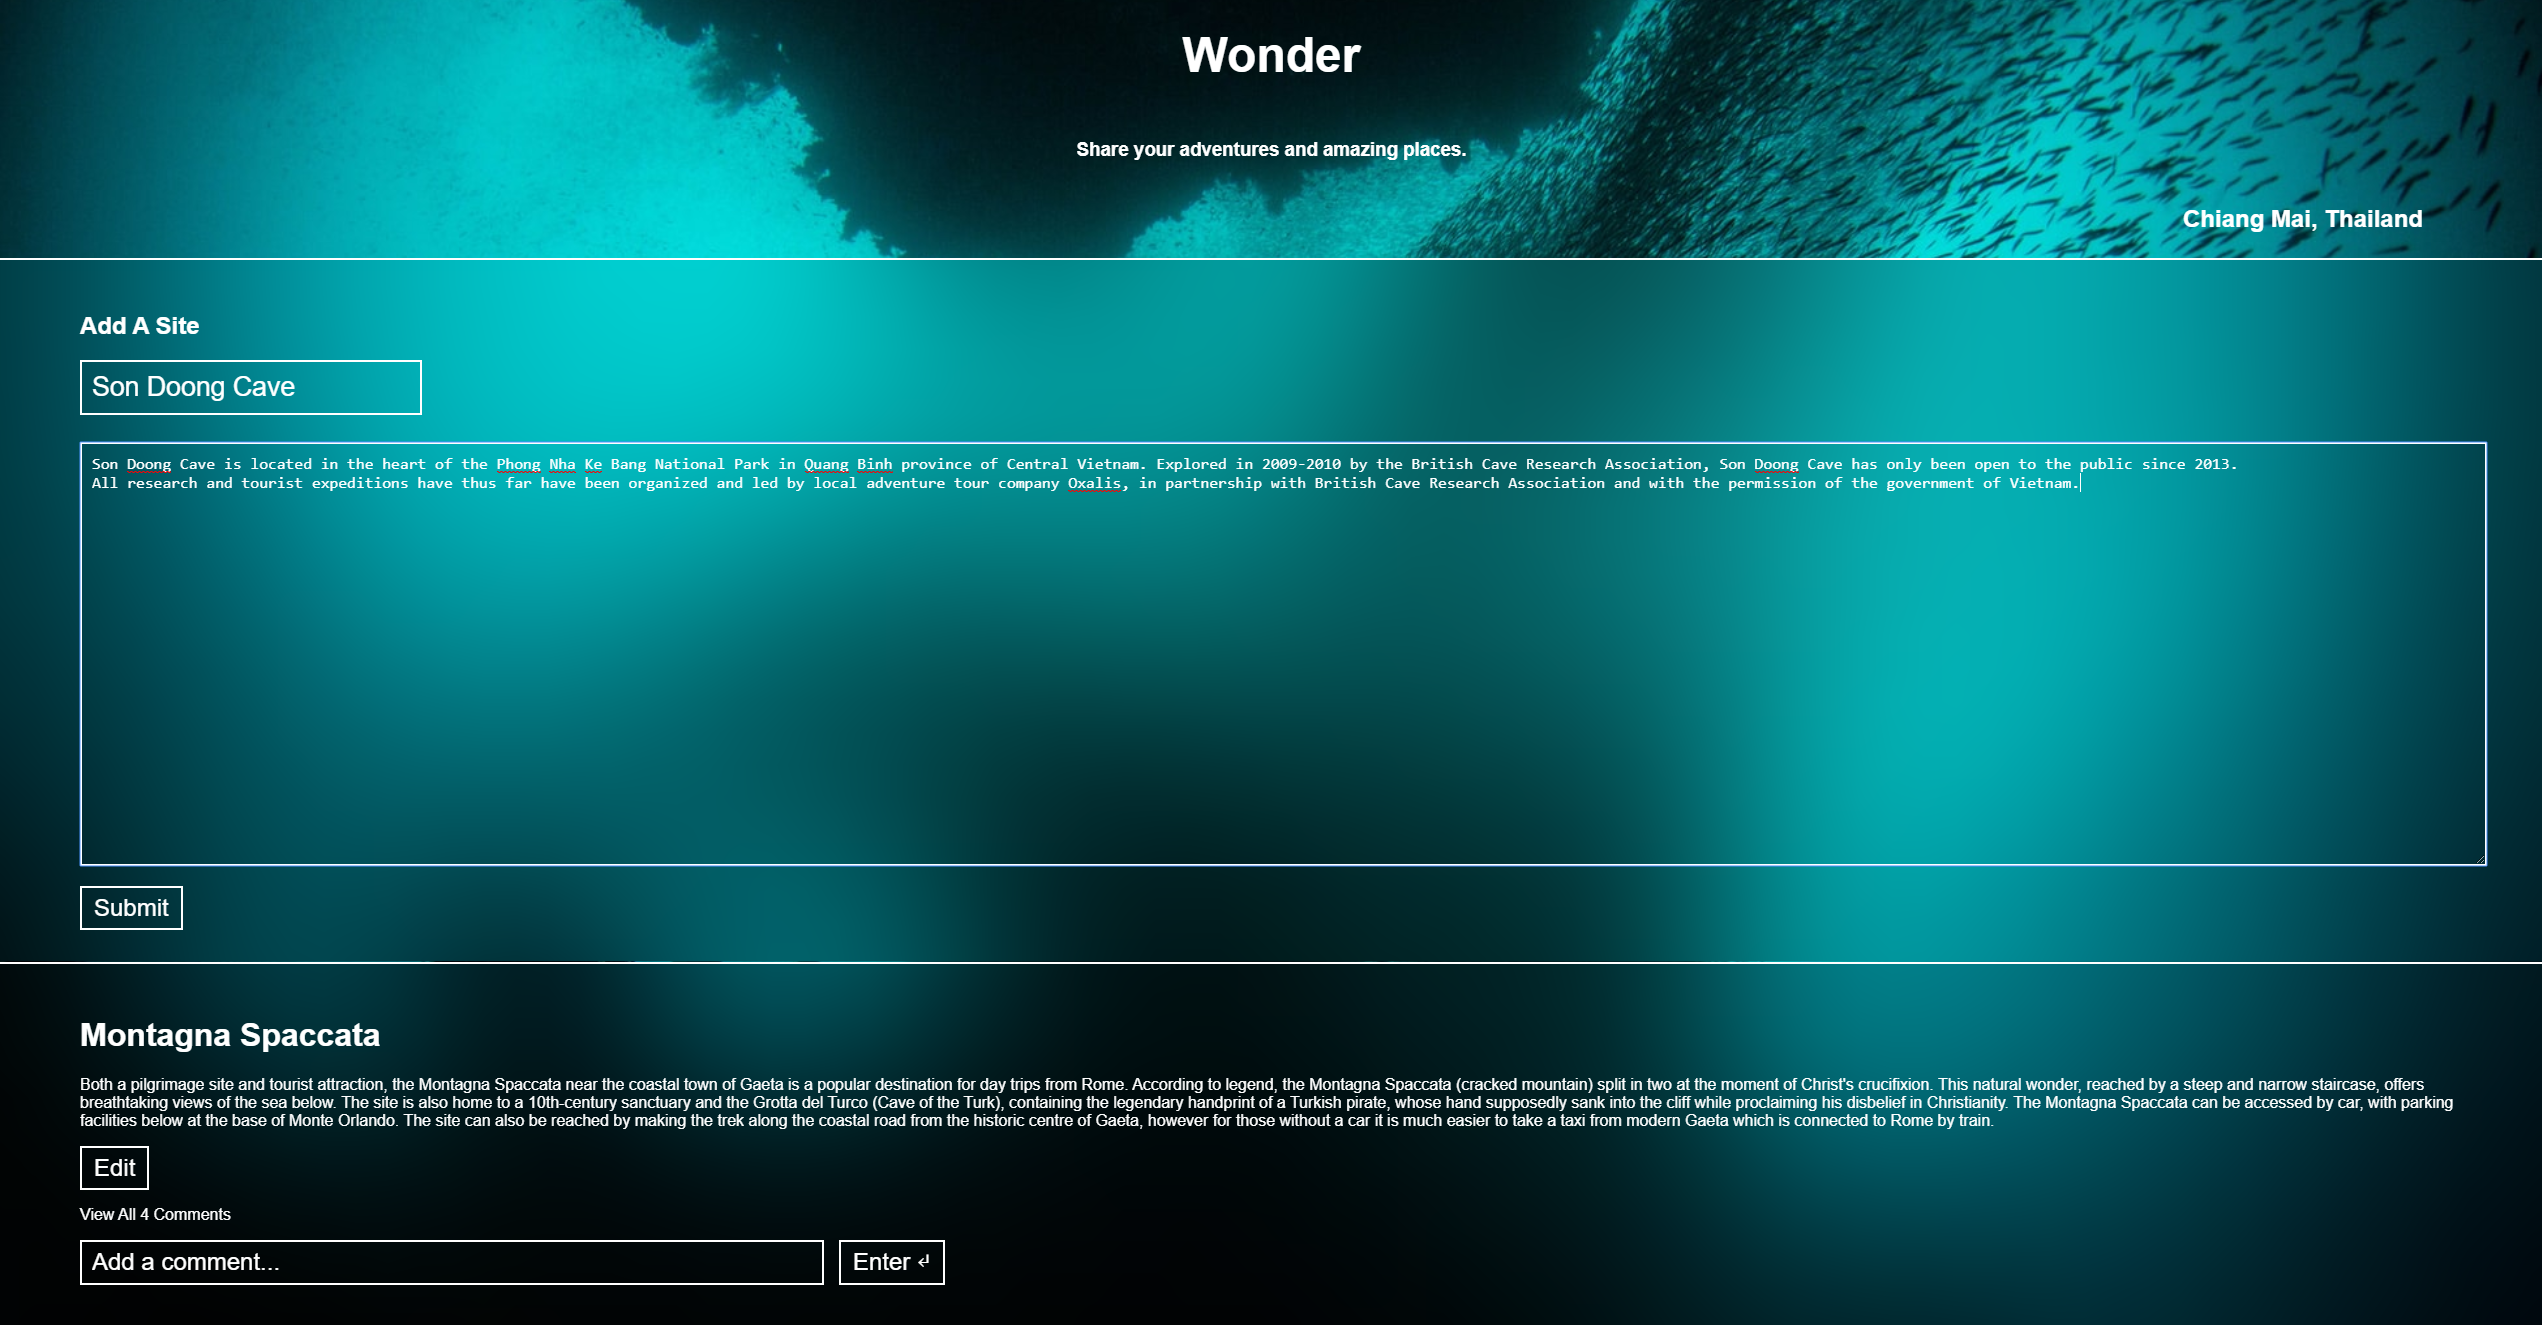 Wonder
Share your adventures and amazing places.
Chiang Mai, Thailand
Add A Site
Son Doong Cave
Son Doong Cave is located in the heart of the Phong Nha Ke Bang National Park in Quang Binh province of Central Vietnam. Explored in 2009-2010 by the British Cave Research Association, Son Doong Cave has only been open to the public since 2013.
All research and tourist expeditions have thus far have been organized and led by local adventure tour company Oxalis, in partnership with British Cave Research Association and with the permission of the government of Vietnam.
Submit
Montagna Spaccata
Both a pilgrimage site and tourist attraction, the Montagna Spaccata near the coastal town of Gaeta is a popular destination for day trips from Rome. According to legend, the Montagna Spaccata (cracked mountain) split in two at the moment of Christ's crucifixion. This natural wonder, reached by a steep and narrow staircase, offers
breathtaking views of the sea below. The site is also home to a 10th-century sanctuary and the Grotta del Turco (Cave of the Turk), containing the legendary handprint of a Turkish pirate, whose hand supposedly sank into the cliff while proclaiming his disbelief in Christianity. The Montagna Spaccata can be accessed by car, with parking
facilities below at the base of Monte Orlando. The site can also be reached by making the trek along the coastal road from the historic centre of Gaeta, however for those without a car it is much easier to take a taxi from modern Gaeta which is connected to Rome by train.
Edit
View All 4 Comments
Add a comment...
Enter ↵